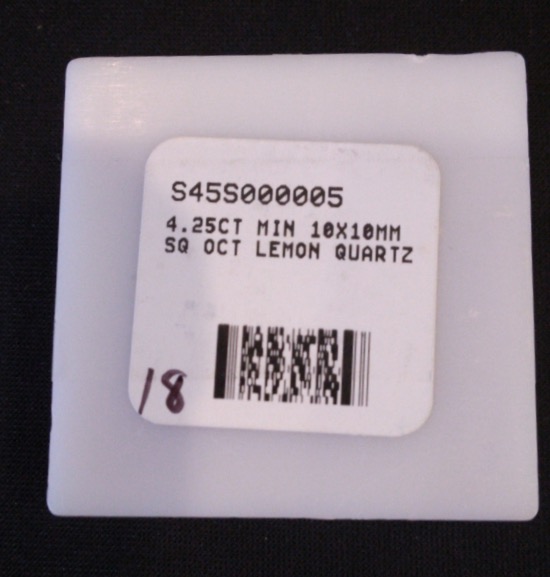 S45S000005
4.25CT MIN 10X10MM
SQ OCT LEMON QUARTZ
18